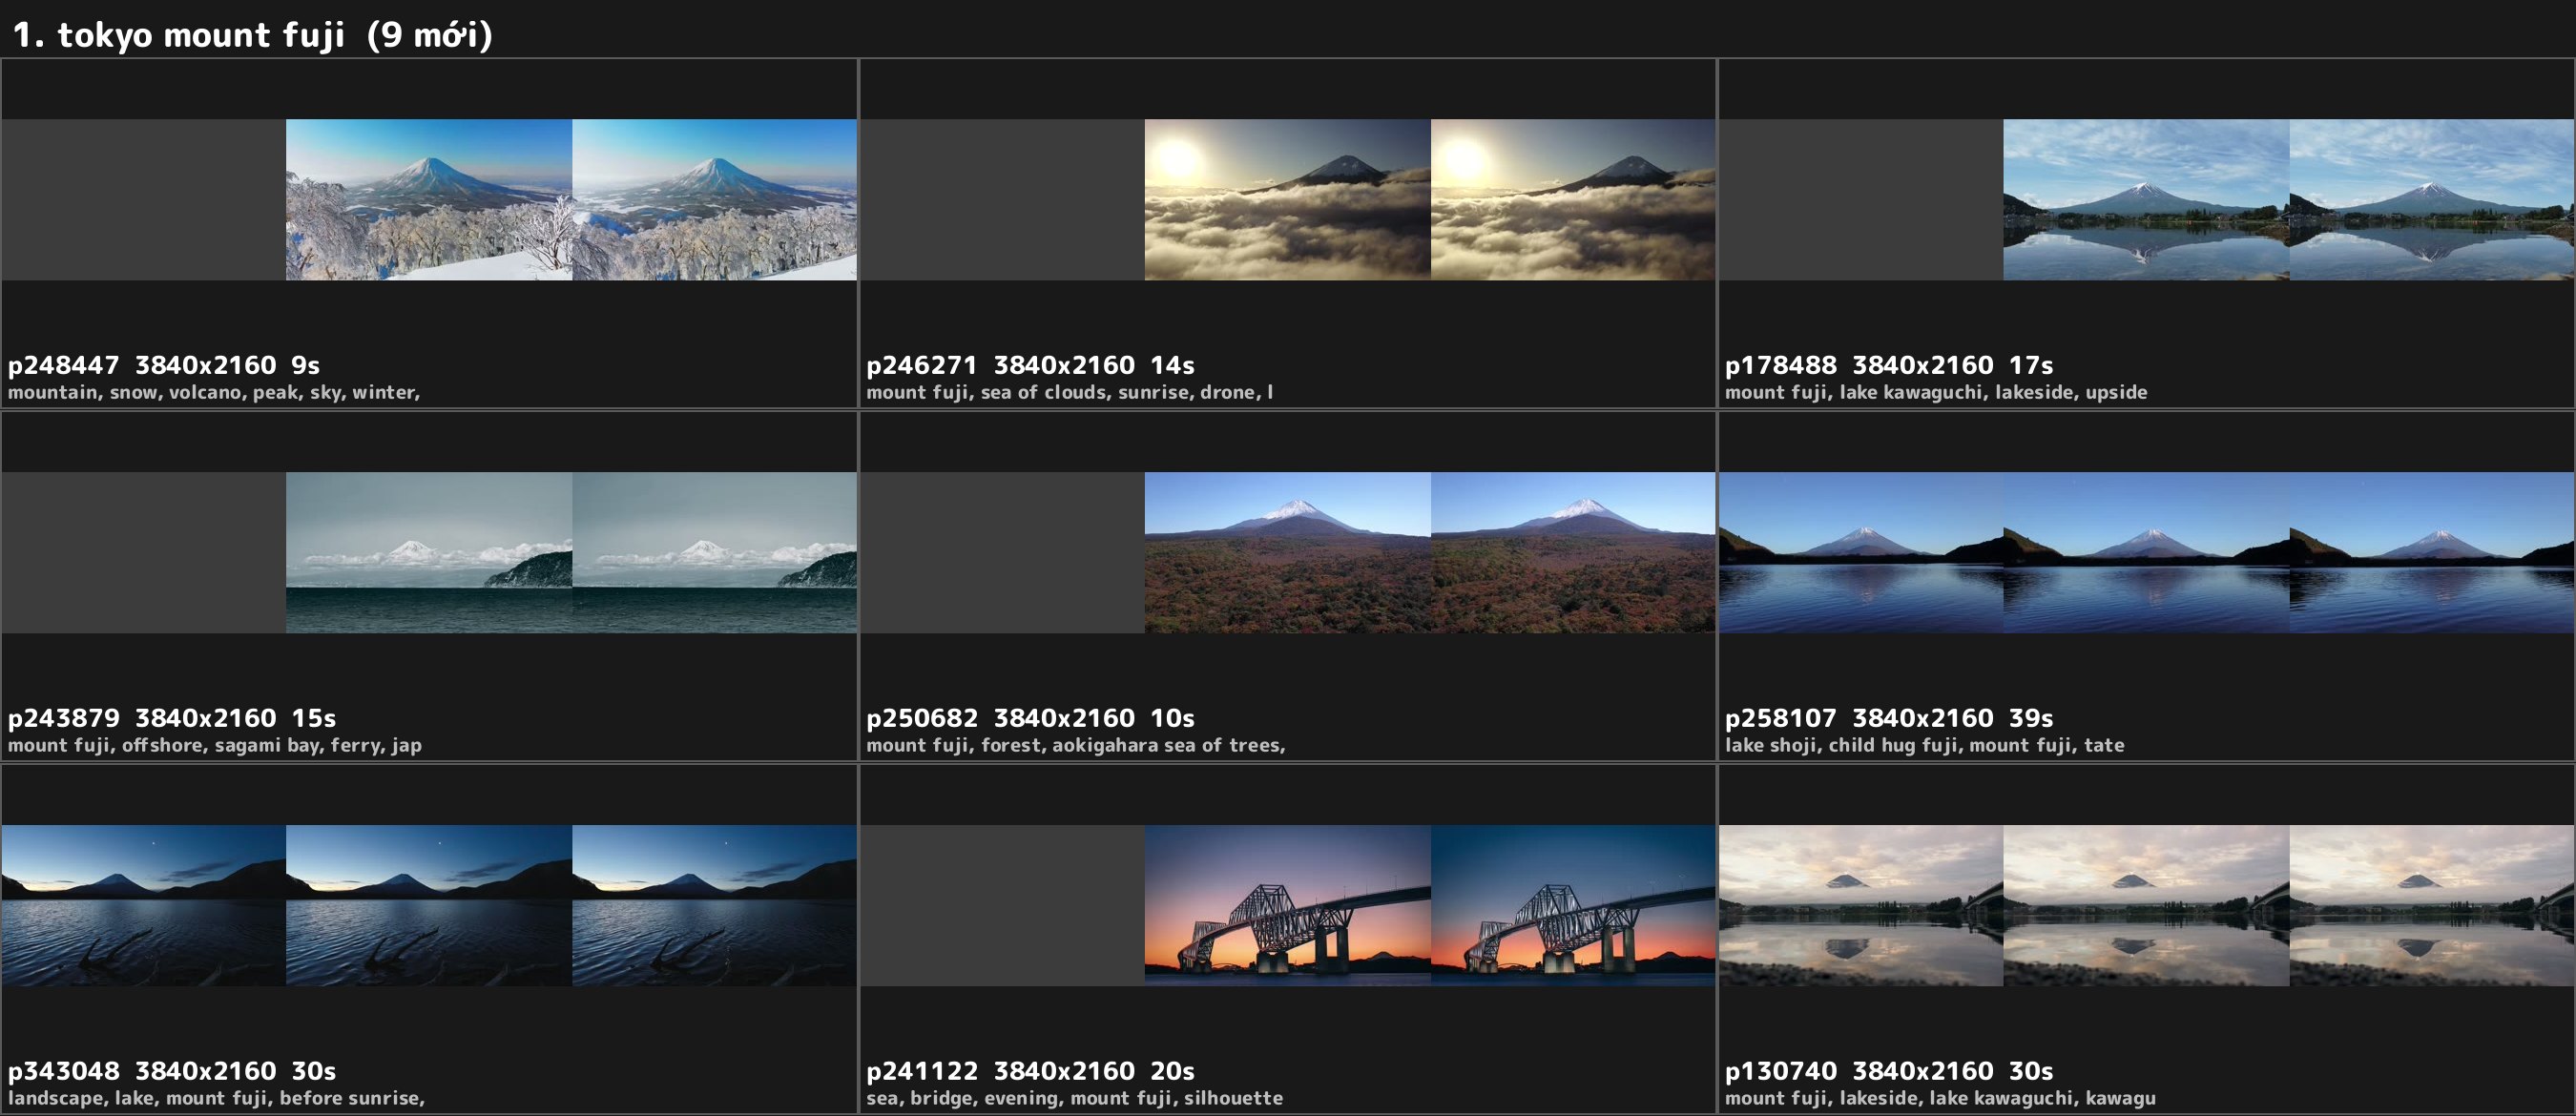 1. tokyo mount fuji (9 mới)
p248447 3840x2160 9s
mountain, snow, volcano, peak, sky, winter,
p246271 3840x2160 14s
mount fuji, sea of clouds, sunrise, drone, l
p178488 3840x2160 17s
mount fuji, lake kawaguchi, lakeside, upside
p243879 3840x2160 15s
mount fuji, offshore, sagami bay, ferry, jap
p250682 3840x2160 10s
mount fuji, forest, aokigahara sea of trees,
p258107 3840x2160 39s
lake shoji, child hug fuji, mount fuji, tate
p343048 3840x2160 30s
landscape, lake, mount fuji, before sunrise,
p241122 3840x2160 20s
sea, bridge, evening, mount fuji, silhouette
p130740 3840x2160 30s
mount fuji, lakeside, lake kawaguchi, kawagu